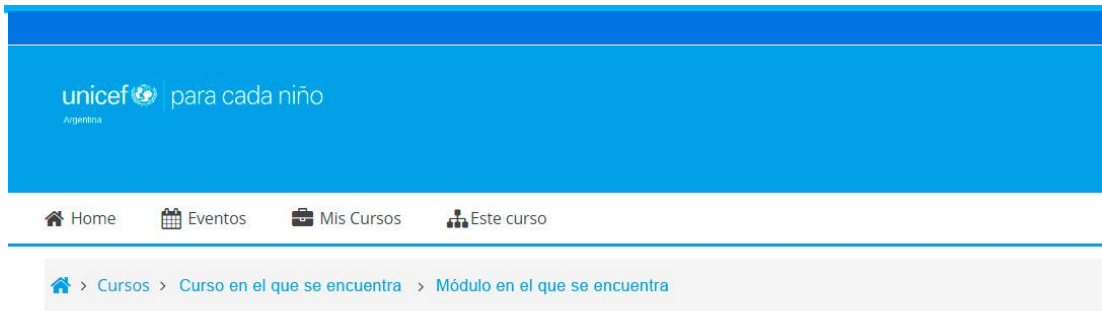 unicef para cada niño
Argentina
Home Eventos Mis Cursos Este curso
> Cursos > Curso en el que se encuentra > Módulo en el que se encuentra